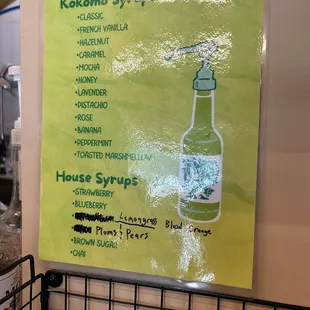 Kokomo Syrups
•CLASSIC
•FRENCH VANILLA
•HAZELNUT
•CARAMEL
•MOCHA
•HONEY
•LAVENDER
•PISTACHIO
•ROSE
•BANANA
•PEPPERMINT
•TOASTED MARSHMELLOW
House Syrups
•STRAWBERRY
•BLUEBERRY
Lemongrass Blood Orange
Plums & Pears
•BROWN SUGAR
•CHAI